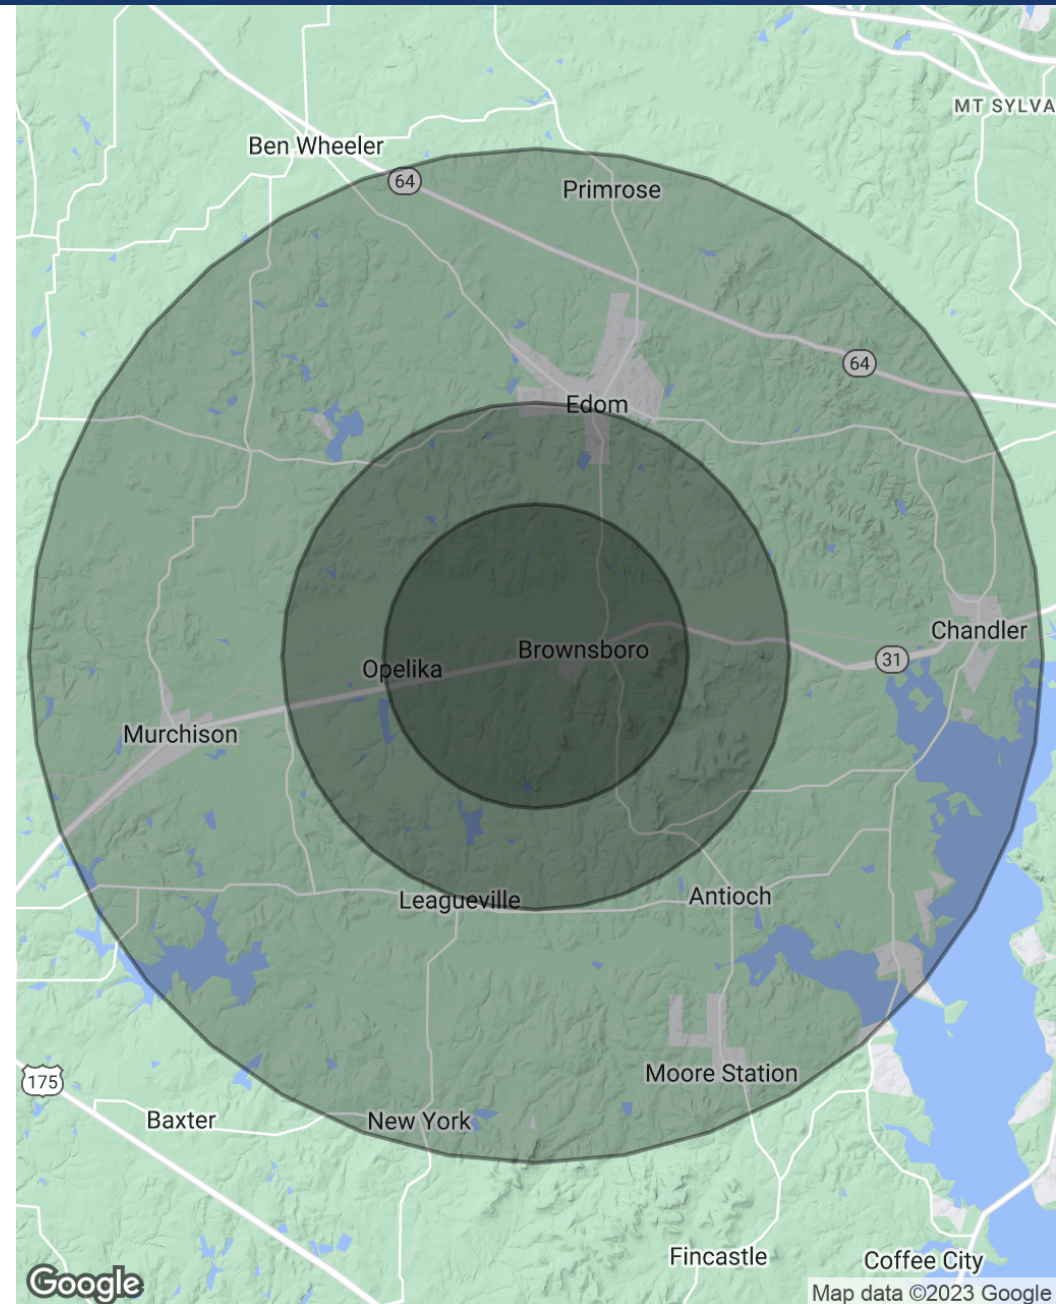 MT SYLVA
Ben Wheeler
64
Primrose
64
Edom
Chandler
Brownsboro
31
Opelika
Murchison
Leagueville
Antioch
Moore Station
175
Baxter
New York
Fincastle
Coffee City
Google
Map data ©2023 Google